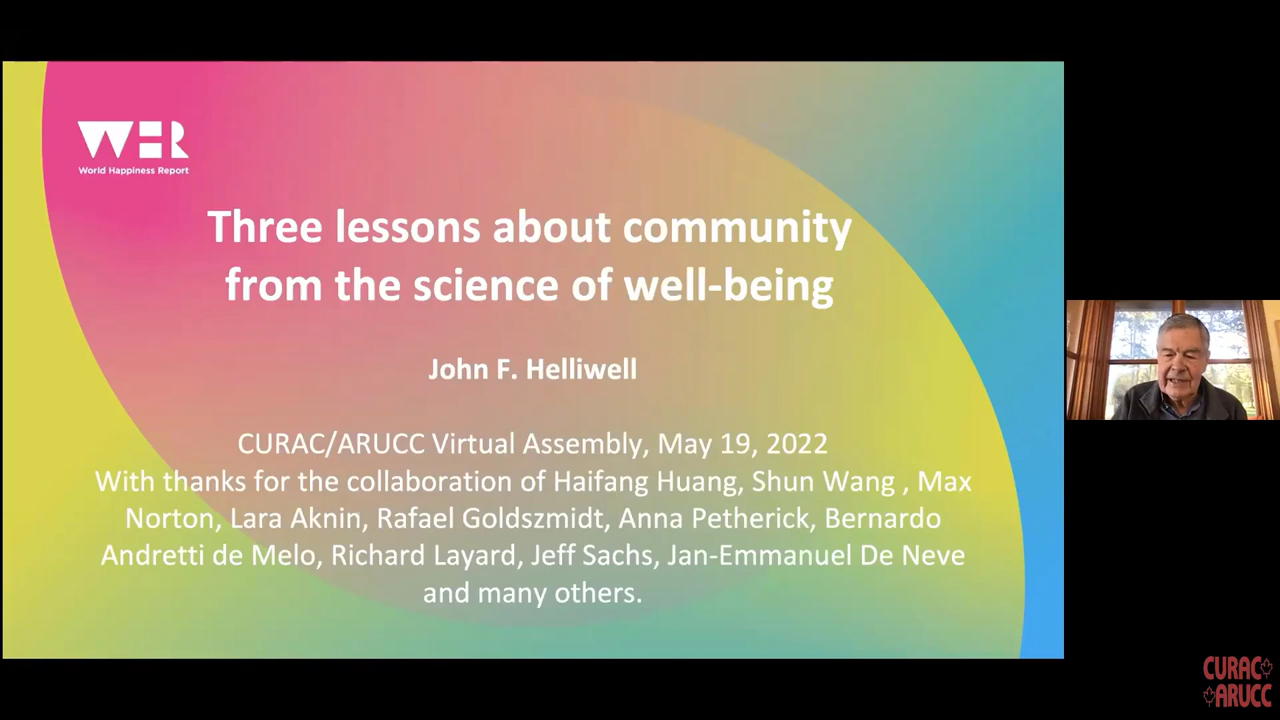 WHR
World Happiness Report
Three lessons about community
from the science of well-being
John F. Helliwell
CURAC/ARUCC Virtual Assembly, May 19, 2022
With thanks for the collaboration of Haifang Huang, Shun Wang , Max
Norton, Lara Aknin, Rafael Goldszmidt, Anna Petherick, Bernardo
Andretti de Melo, Richard Layard, Jeff Sachs, Jan-Emmanuel De Neve
and many others.
CURAC
ARUCC